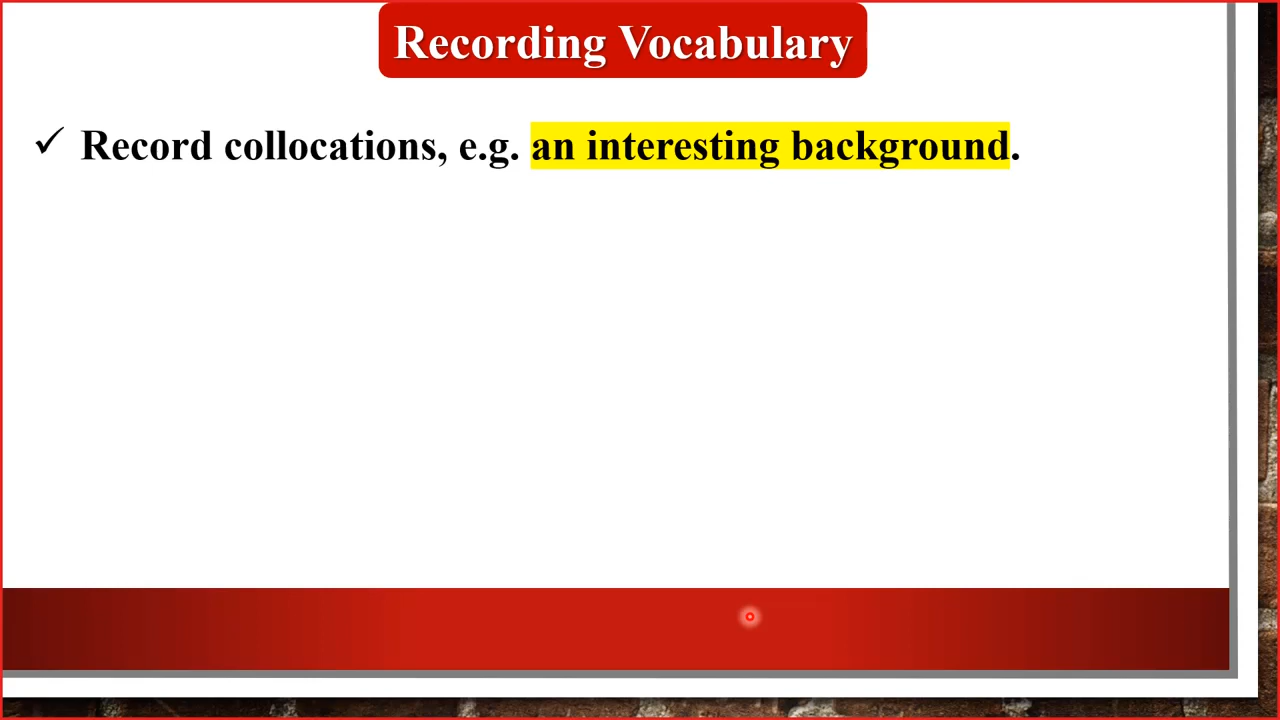 Recording Vocabulary
✓ Record collocations, e.g. an interesting background.